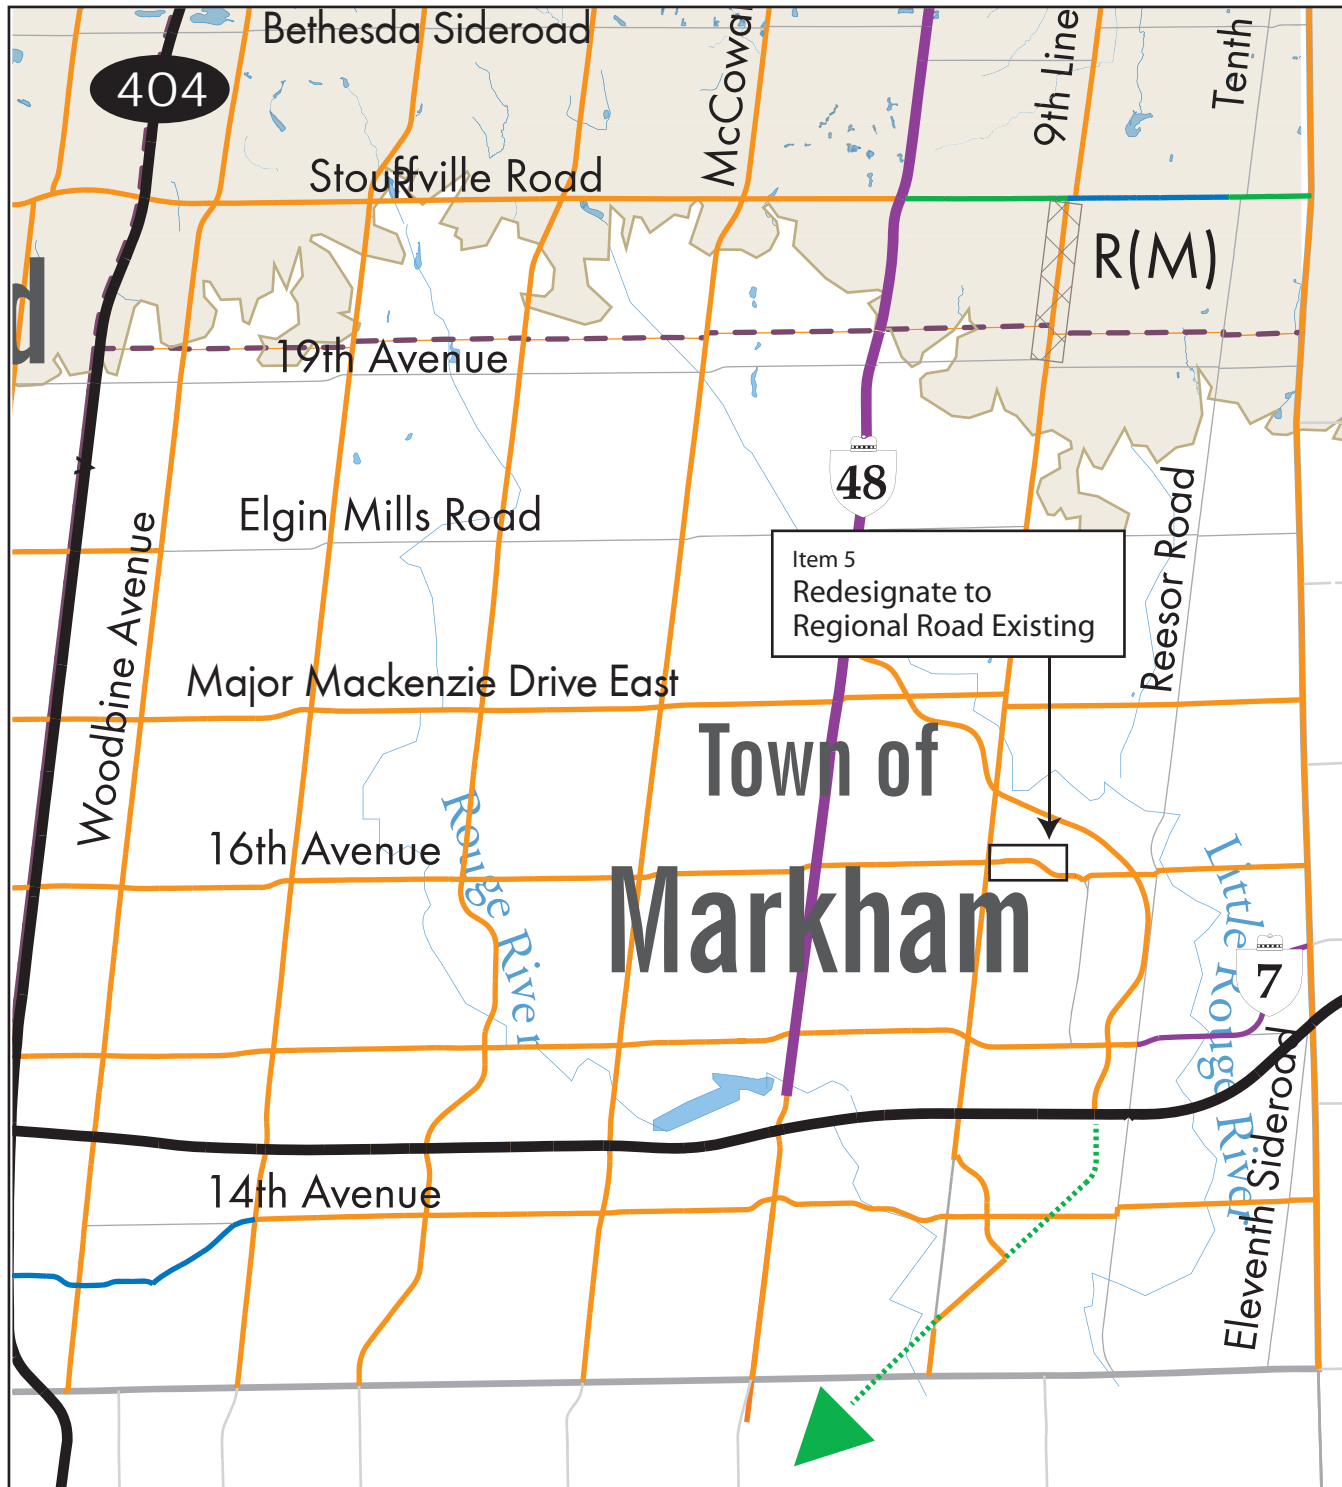 Bethesda Sideroad
404
McCowa
9th Line
Tenth
Stouffville Road
R
R(M)
d
19th Avenue
48
Elgin Mills Road
Woodbine Avenue
Item 5
Redesignate to
Regional Road Existing
Reesor Road
Major Mackenzie Drive East
Town of
Markham
16th Avenue
Rouge River
Little Rouge River
7
Eleventh Sideroad
14th Avenue